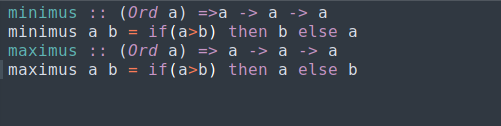 minimus :: (Ord a) =>a -> a -> a
minimus a b = if(a>b) then b else a
maximus :: (Ord a) => a -> a -> a
maximus a b = if(a>b) then a else b